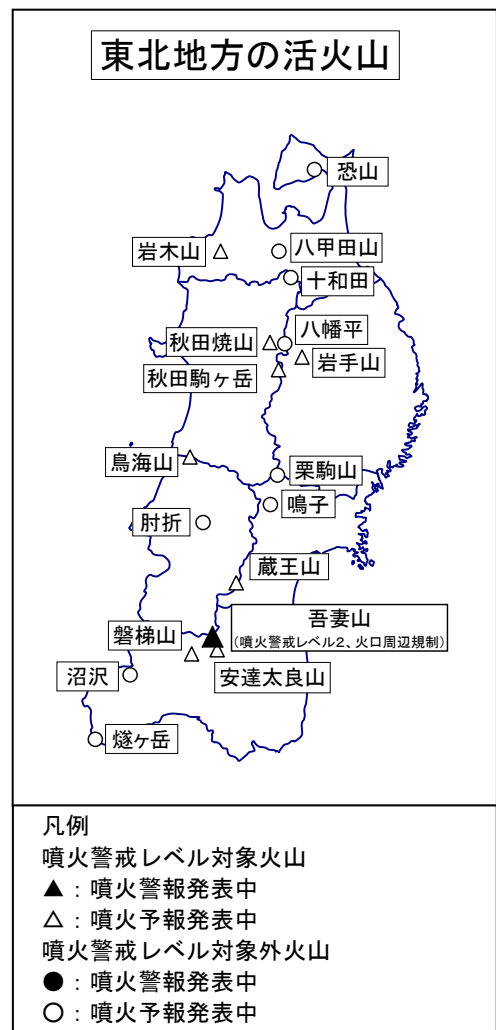 東北地方の活火山
恐山
岩木山
八甲田山
十和田
八幡平
秋田焼山
岩手山
秋田駒ヶ岳
鳥海山
栗駒山
鳴子
肘折
蔵王山
吾妻山
(噴火警戒レベル2、火口周辺規制)
磐梯山
沼沢
安達太良山
燧ヶ岳
凡例
噴火警戒レベル対象火山
▲：噴火警報発表中
△：噴火予報発表中
噴火警戒レベル対象外火山
●：噴火警報発表中
○：噴火予報発表中